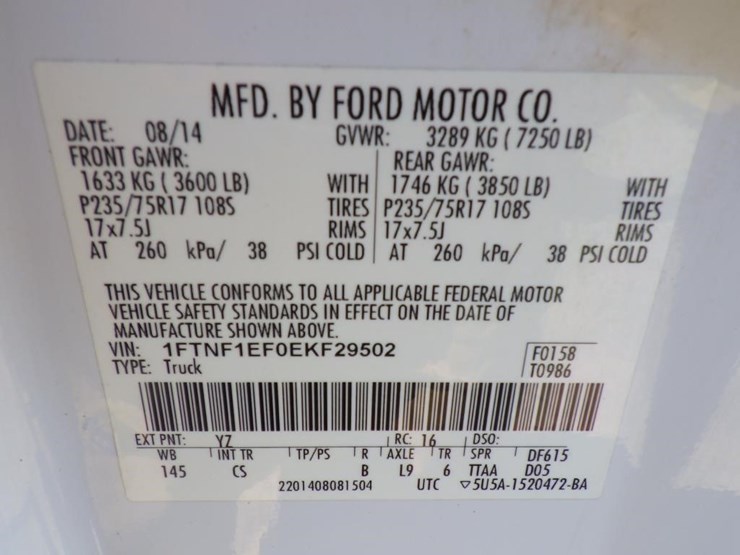 MFD. BY FORD MOTOR CO.
DATE: 08/14 GVWR: 3289 KG ( 7250 LB)
FRONT GAWR: REAR GAWR:
1633 KG ( 3600 LB) WITH 1746 KG ( 3850 LB) WITH
P235/75R17 108S TIRES P235/75R17 108S TIRES
17x7.5J RIMS 17x7.5J RIMS
AT 260 kPa/ 38 PSI COLD AT 260 kPa/ 38 PSI COLD
THIS VEHICLE CONFORMS TO ALL APPLICABLE FEDERAL MOTOR
VEHICLE SAFETY STANDARDS IN EFFECT ON THE DATE OF
MANUFACTURE SHOWN ABOVE.
VIN: 1FTNF1EF0EKF29502 F0158
TYPE: Truck T0986
EXT PNT: YZ RC: 16 DSO:
WB INT TR TP/PS R AXLE TR SPR DF615
145 CS B L9 6 TTAA D05
2201408081504 UTC ▽5U5A-1520472-BA